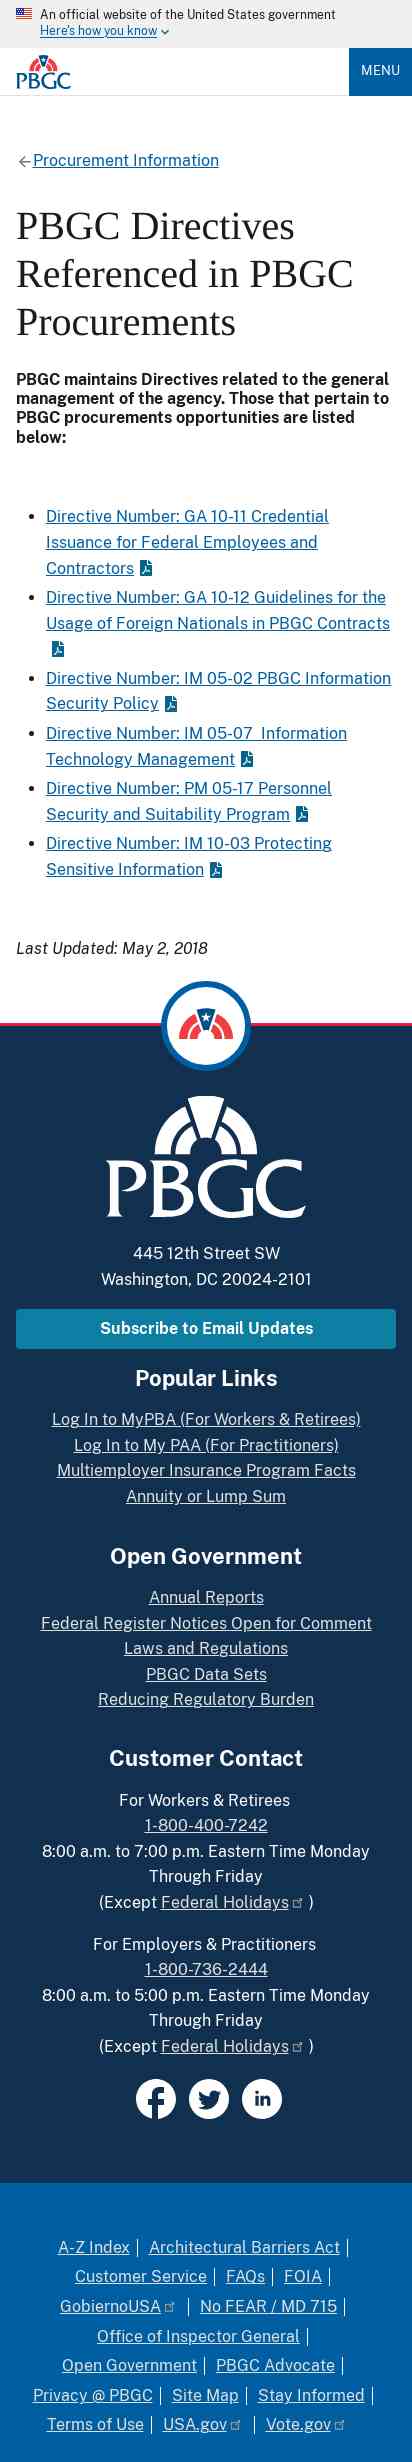 An official website of the United States government
Here's how you know
PBGC
MENU
Procurement Information
PBGC Directives
Referenced in PBGC
Procurements
PBGC maintains Directives related to the general
management of the agency. Those that pertain to
PBGC procurements opportunities are listed
below:
Directive Number: GA 10-11 Credential
Issuance for Federal Employees and
Contractors
Directive Number: GA 10-12 Guidelines for the
Usage of Foreign Nationals in PBGC Contracts
Directive Number: IM 05-02 PBGC Information
Security Policy
Directive Number: IM 05-07 Information
Technology Management
Directive Number: PM 05-17 Personnel
Security and Suitability Program
Directive Number: IM 10-03 Protecting
Sensitive Information
Last Updated: May 2, 2018
PBGC
445 12th Street SW
Washington, DC 20024-2101
Subscribe to Email Updates
Popular Links
Log In to MyPBA (For Workers & Retirees)
Log In to My PAA (For Practitioners)
Multiemployer Insurance Program Facts
Annuity or Lump Sum
Open Government
Annual Reports
Federal Register Notices Open for Comment
Laws and Regulations
PBGC Data Sets
Reducing Regulatory Burden
Customer Contact
For Workers & Retirees
1-800-400-7242
8:00 a.m. to 7:00 p.m. Eastern Time Monday
Through Friday
(Except Federal Holidays )
For Employers & Practitioners
1-800-736-2444
8:00 a.m. to 5:00 p.m. Eastern Time Monday
Through Friday
(Except Federal Holidays )
in
A-Z Index | Architectural Barriers Act |
Customer Service | FAQs | FOIA |
GobiernoUSA | No FEAR / MD 715 |
Office of Inspector General |
Open Government | PBGC Advocate |
Privacy @ PBGC | Site Map | Stay Informed |
Terms of Use | USA.gov | Vote.gov